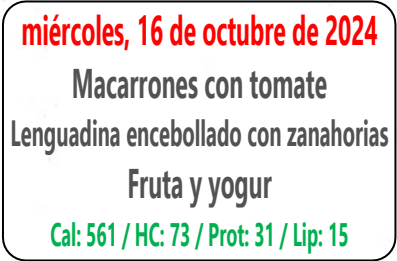 miércoles, 16 de octubre de 2024
Macarrones con tomate
Lenguadina encebollado con zanahorias
Fruta y yogur
Cal: 561 / HC: 73 / Prot: 31 / Lip: 15